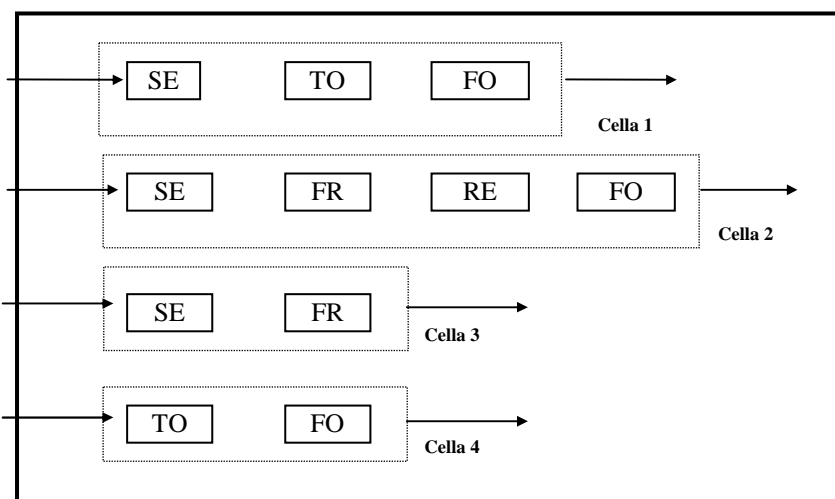 SE TO FO
Cella 1
SE FR RE FO
Cella 2
SE FR
Cella 3
TO FO
Cella 4